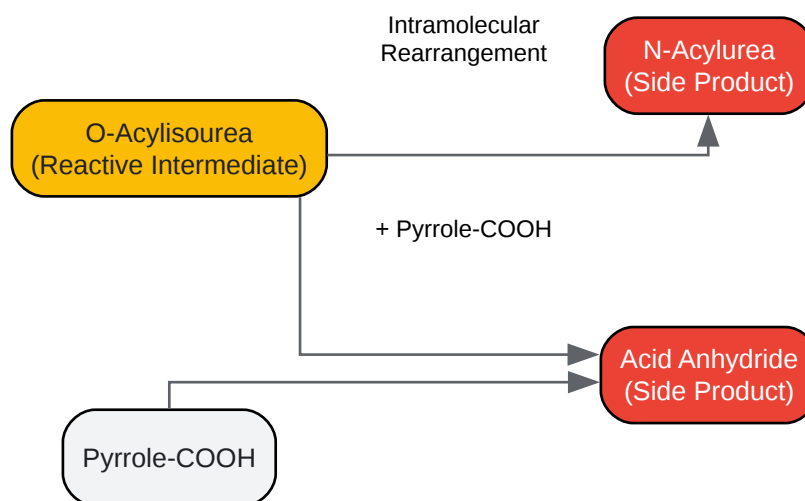 Intramolecular
Rearrangement
N-Acylurea
(Side Product)
O-Acylisourea
(Reactive Intermediate)
+ Pyrrole-COOH
Acid Anhydride
(Side Product)
Pyrrole-COOH